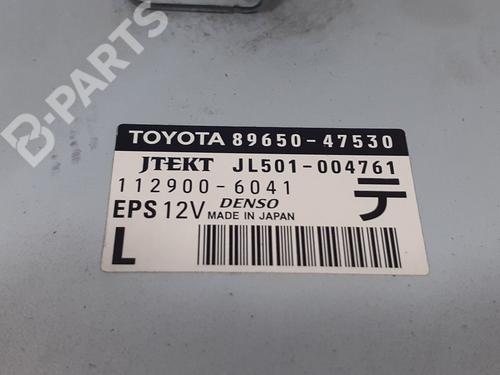 B-PARTS
TOYOTA 89650-47530
JTEKT JL501-004761
112900-6041
EPS 12V DENSO MADE IN JAPAN
L
テ